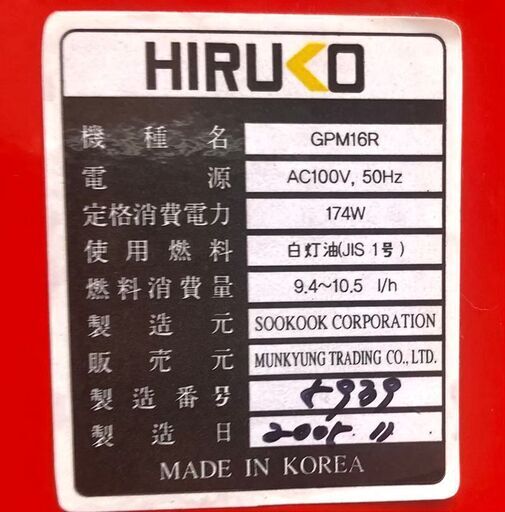 HIRUKO
機種名 GPM16R
電源 AC100V, 50Hz
定格消費電力 174W
使用燃料 白灯油(JIS 1号)
燃料消費量 9.4~10.5 l/h
製造元 SOOKOOK CORPORATION
販売元 MUNKYUNG TRADING CO., LTD.
製造番号
製造日 11
MADE IN KOREA